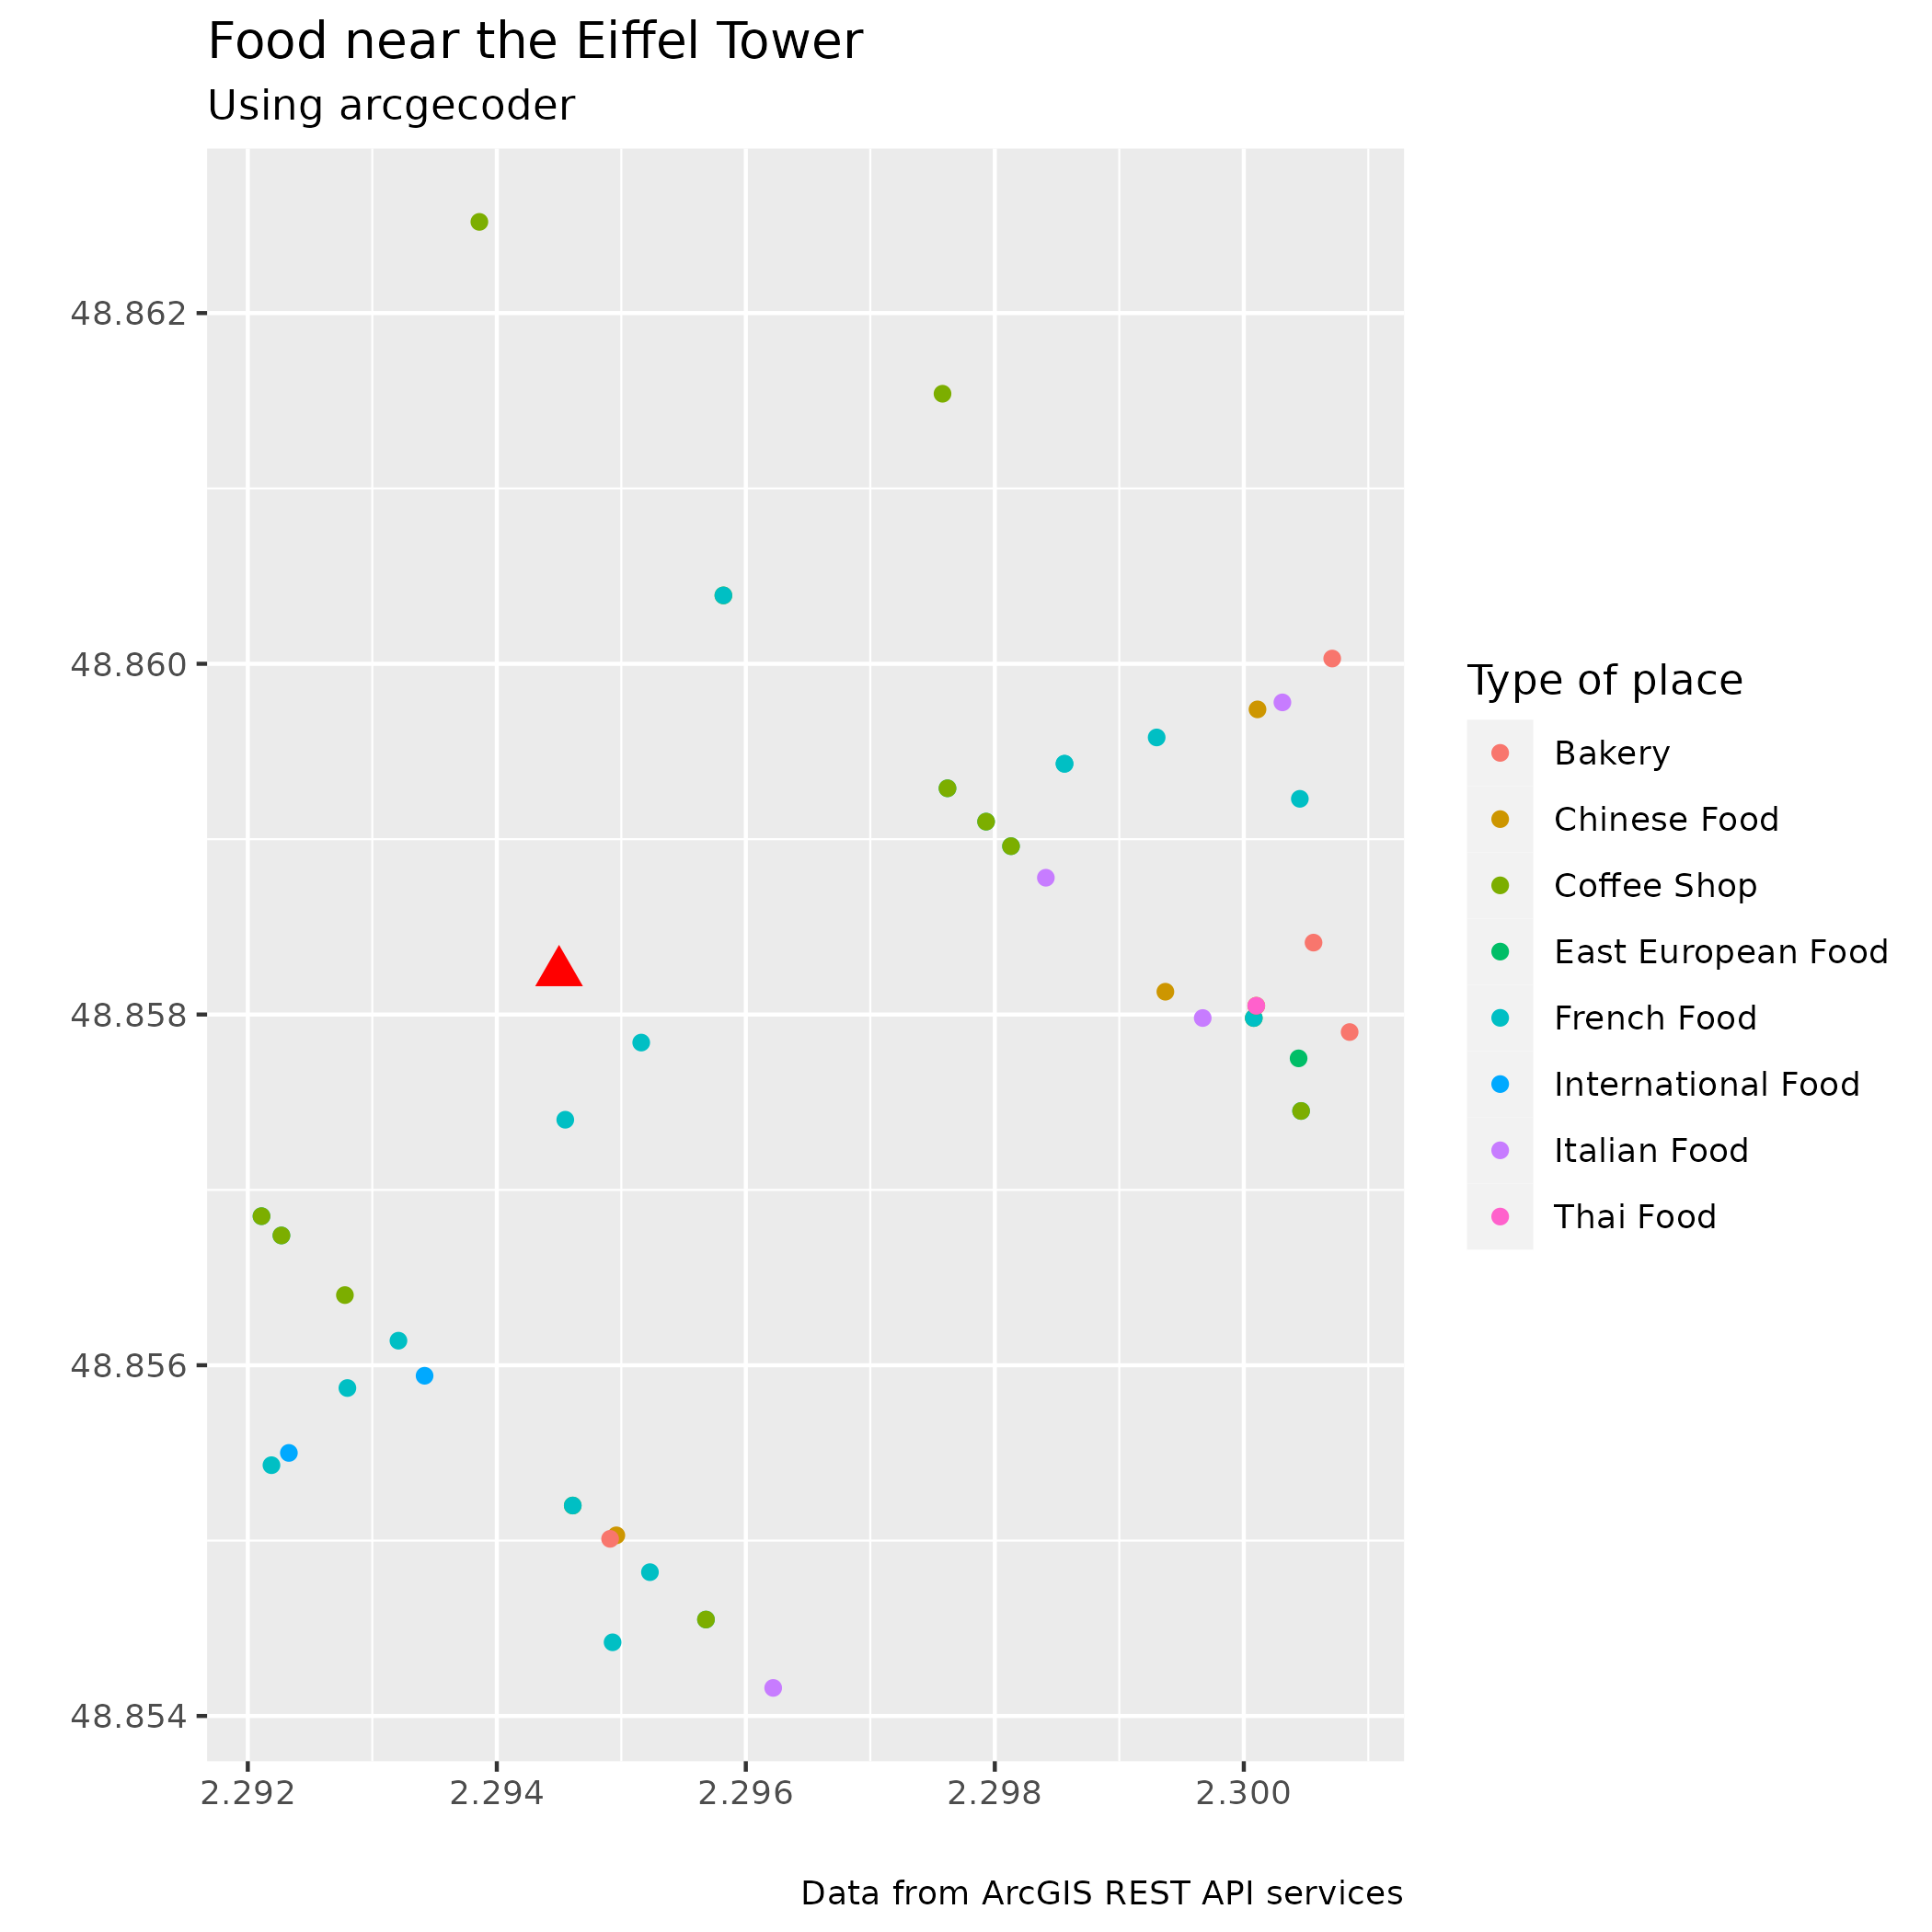 Food near the Eiffel Tower
Using arcgecoder
48.862
48.860
48.858
48.856
48.854
2.292 2.294 2.296 2.298 2.300
Type of place
Bakery
Chinese Food
Coffee Shop
East European Food
French Food
International Food
Italian Food
Thai Food
Data from ArcGIS REST API services